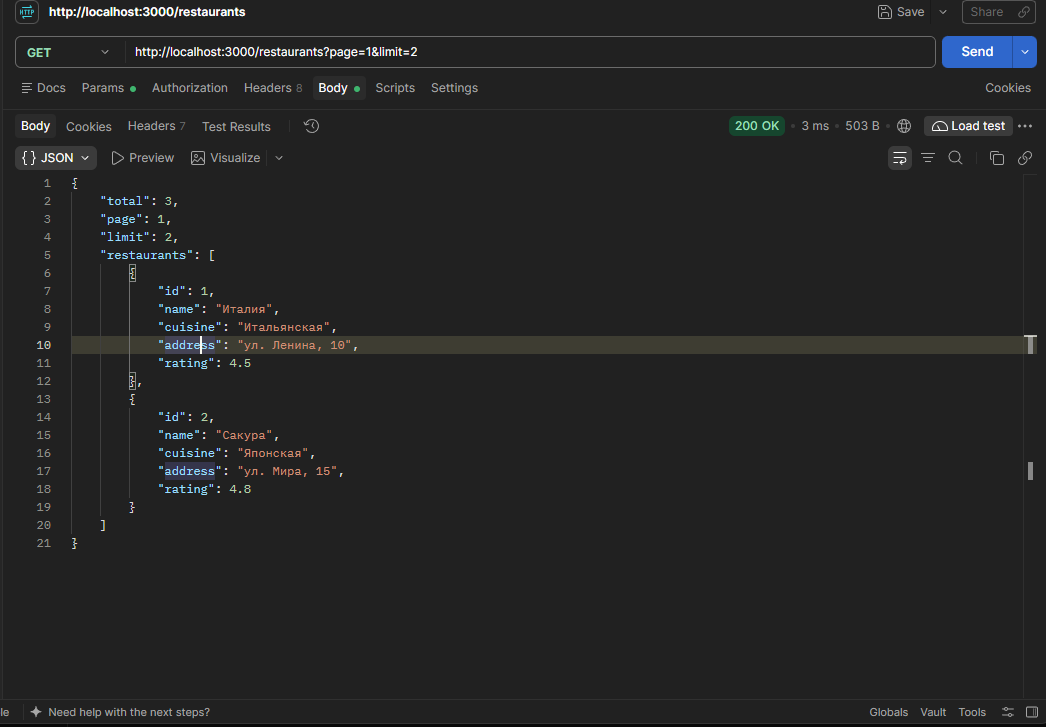 HTTP http://localhost:3000/restaurants Save Share
GET http://localhost:3000/restaurants?page=1&limit=2 Send
Docs Params Authorization Headers 8 Body Scripts Settings Cookies
Body Cookies Headers 7 Test Results 200 OK 3 ms 503 B Load test
{ } JSON Preview Visualize
1 {
2 "total": 3,
3 "page": 1,
4 "limit": 2,
5 "restaurants": [
6 {
7 "id": 1,
8 "name": "Италия",
9 "cuisine": "Итальянская",
10 "address": "ул. Ленина, 10",
11 "rating": 4.5
12 },
13 {
14 "id": 2,
15 "name": "Сакура",
16 "cuisine": "Японская",
17 "address": "ул. Мира, 15",
18 "rating": 4.8
19 }
20 ]
21 }
le Need help with the next steps? Globals Vault Tools